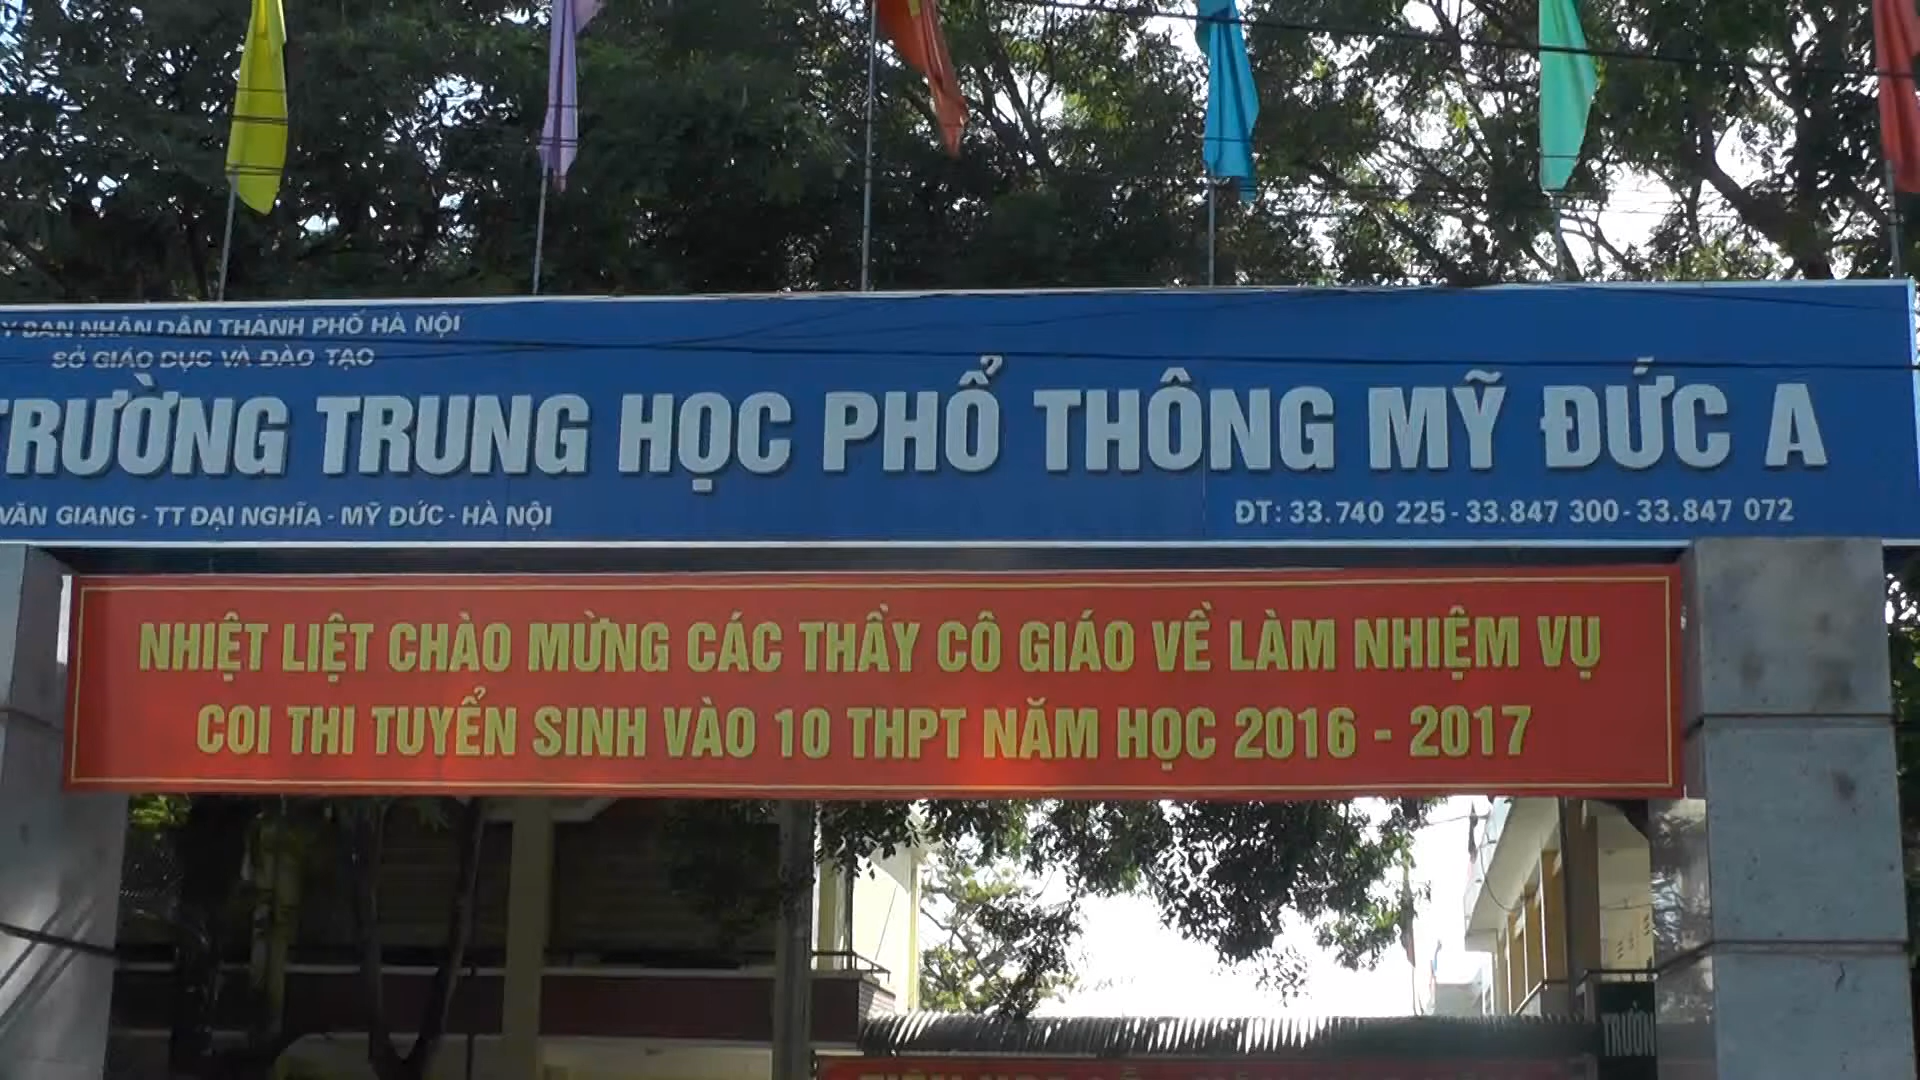 Y BAN NHÂN DÂN THÀNH PHỐ HÀ NỘI
SỞ GIÁO DỤC VÀ ĐÀO TẠO
TRƯỜNG TRUNG HỌC PHỔ THÔNG MỸ ĐỨC A
VĂN GIANG - TT ĐẠI NGHĨA - MỸ ĐỨC - HÀ NỘI
ĐT: 33.740 225 - 33.847 300 - 33.847 072
NHIỆT LIỆT CHÀO MỪNG CÁC THẦY CÔ GIÁO VỀ LÀM NHIỆM VỤ
COI THI TUYỂN SINH VÀO 10 THPT NĂM HỌC 2016 - 2017
TRƯỜN